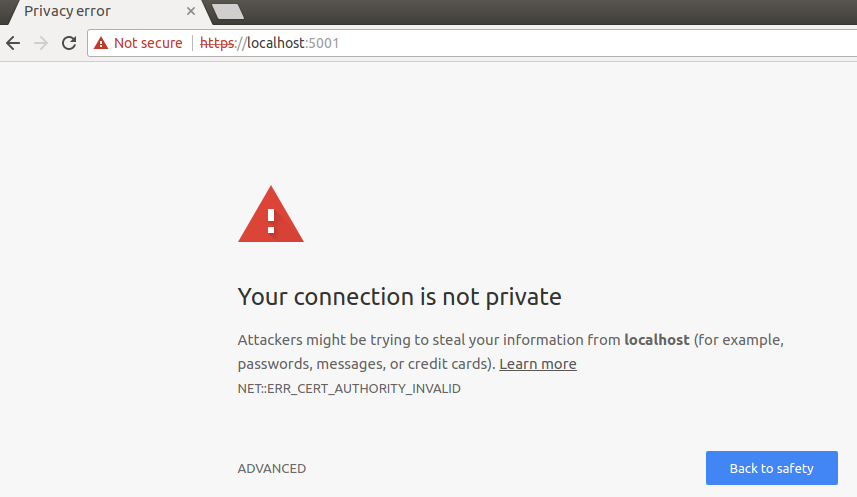 Privacy error
Not secure https://localhost:5001
Your connection is not private
Attackers might be trying to steal your information from localhost (for example,
passwords, messages, or credit cards). Learn more
NET::ERR_CERT_AUTHORITY_INVALID
ADVANCED Back to safety